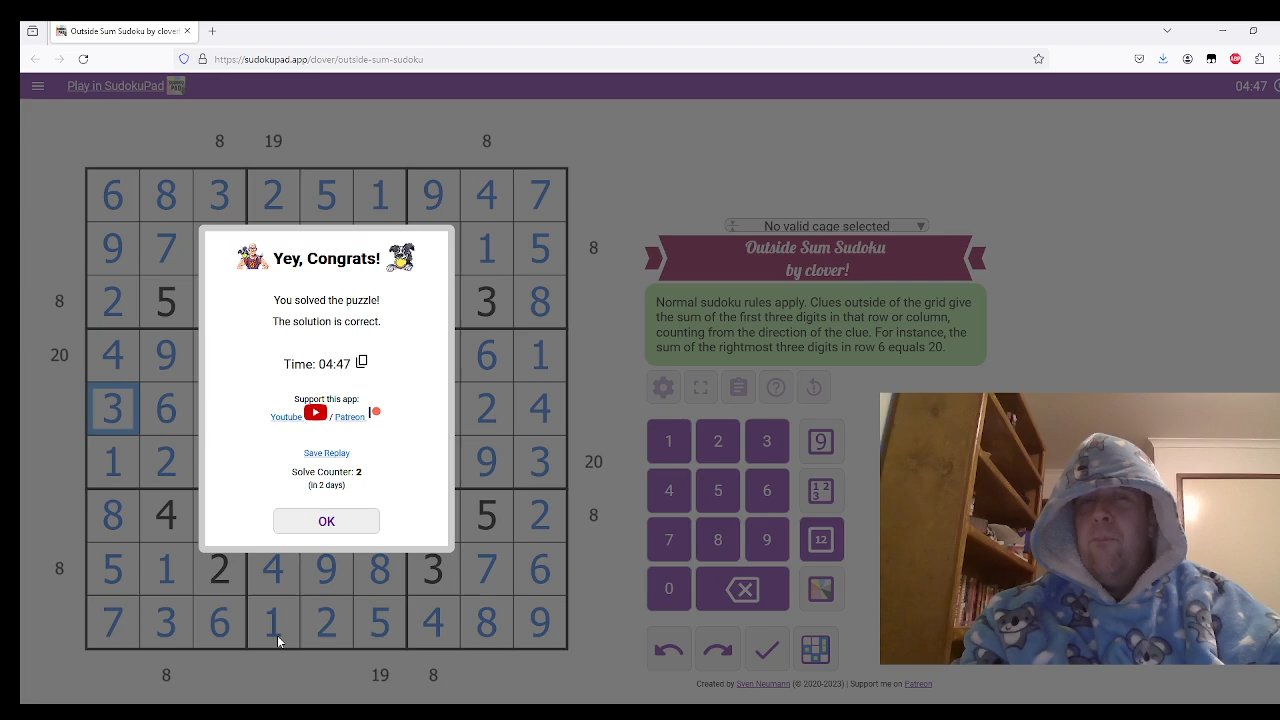 Outside Sum Sudoku by clover!
https://sudokupad.app/clover/outside-sum-sudoku
Play in SudokuPad
04:47
8 19 8
6 8 3 2 5 1 9 4 7
9 7 1 5 8
8 2 5 3 8
20 4 9 6 1
3 6 2 4
1 2 9 3 20
8 4 5 2 8
8 5 1 2 4 9 8 3 7 6
7 3 6 1 2 5 4 8 9
8 19 8
Yey, Congrats!
You solved the puzzle!
The solution is correct.
Time: 04:47
Support this app:
Youtube / Patreon
Save Replay
Solve Counter: 2
(in 2 days)
OK
No valid cage selected
Outside Sum Sudoku
by clover!
Normal sudoku rules apply. Clues outside of the grid give
the sum of the first three digits in that row or column,
counting from the direction of the clue. For instance, the
sum of the rightmost three digits in row 6 equals 20.
1 2 3 9
4 5 6 1 2 3
7 8 9 12
0
Created by Sven Neumann (© 2020-2023) | Support me on Patreon